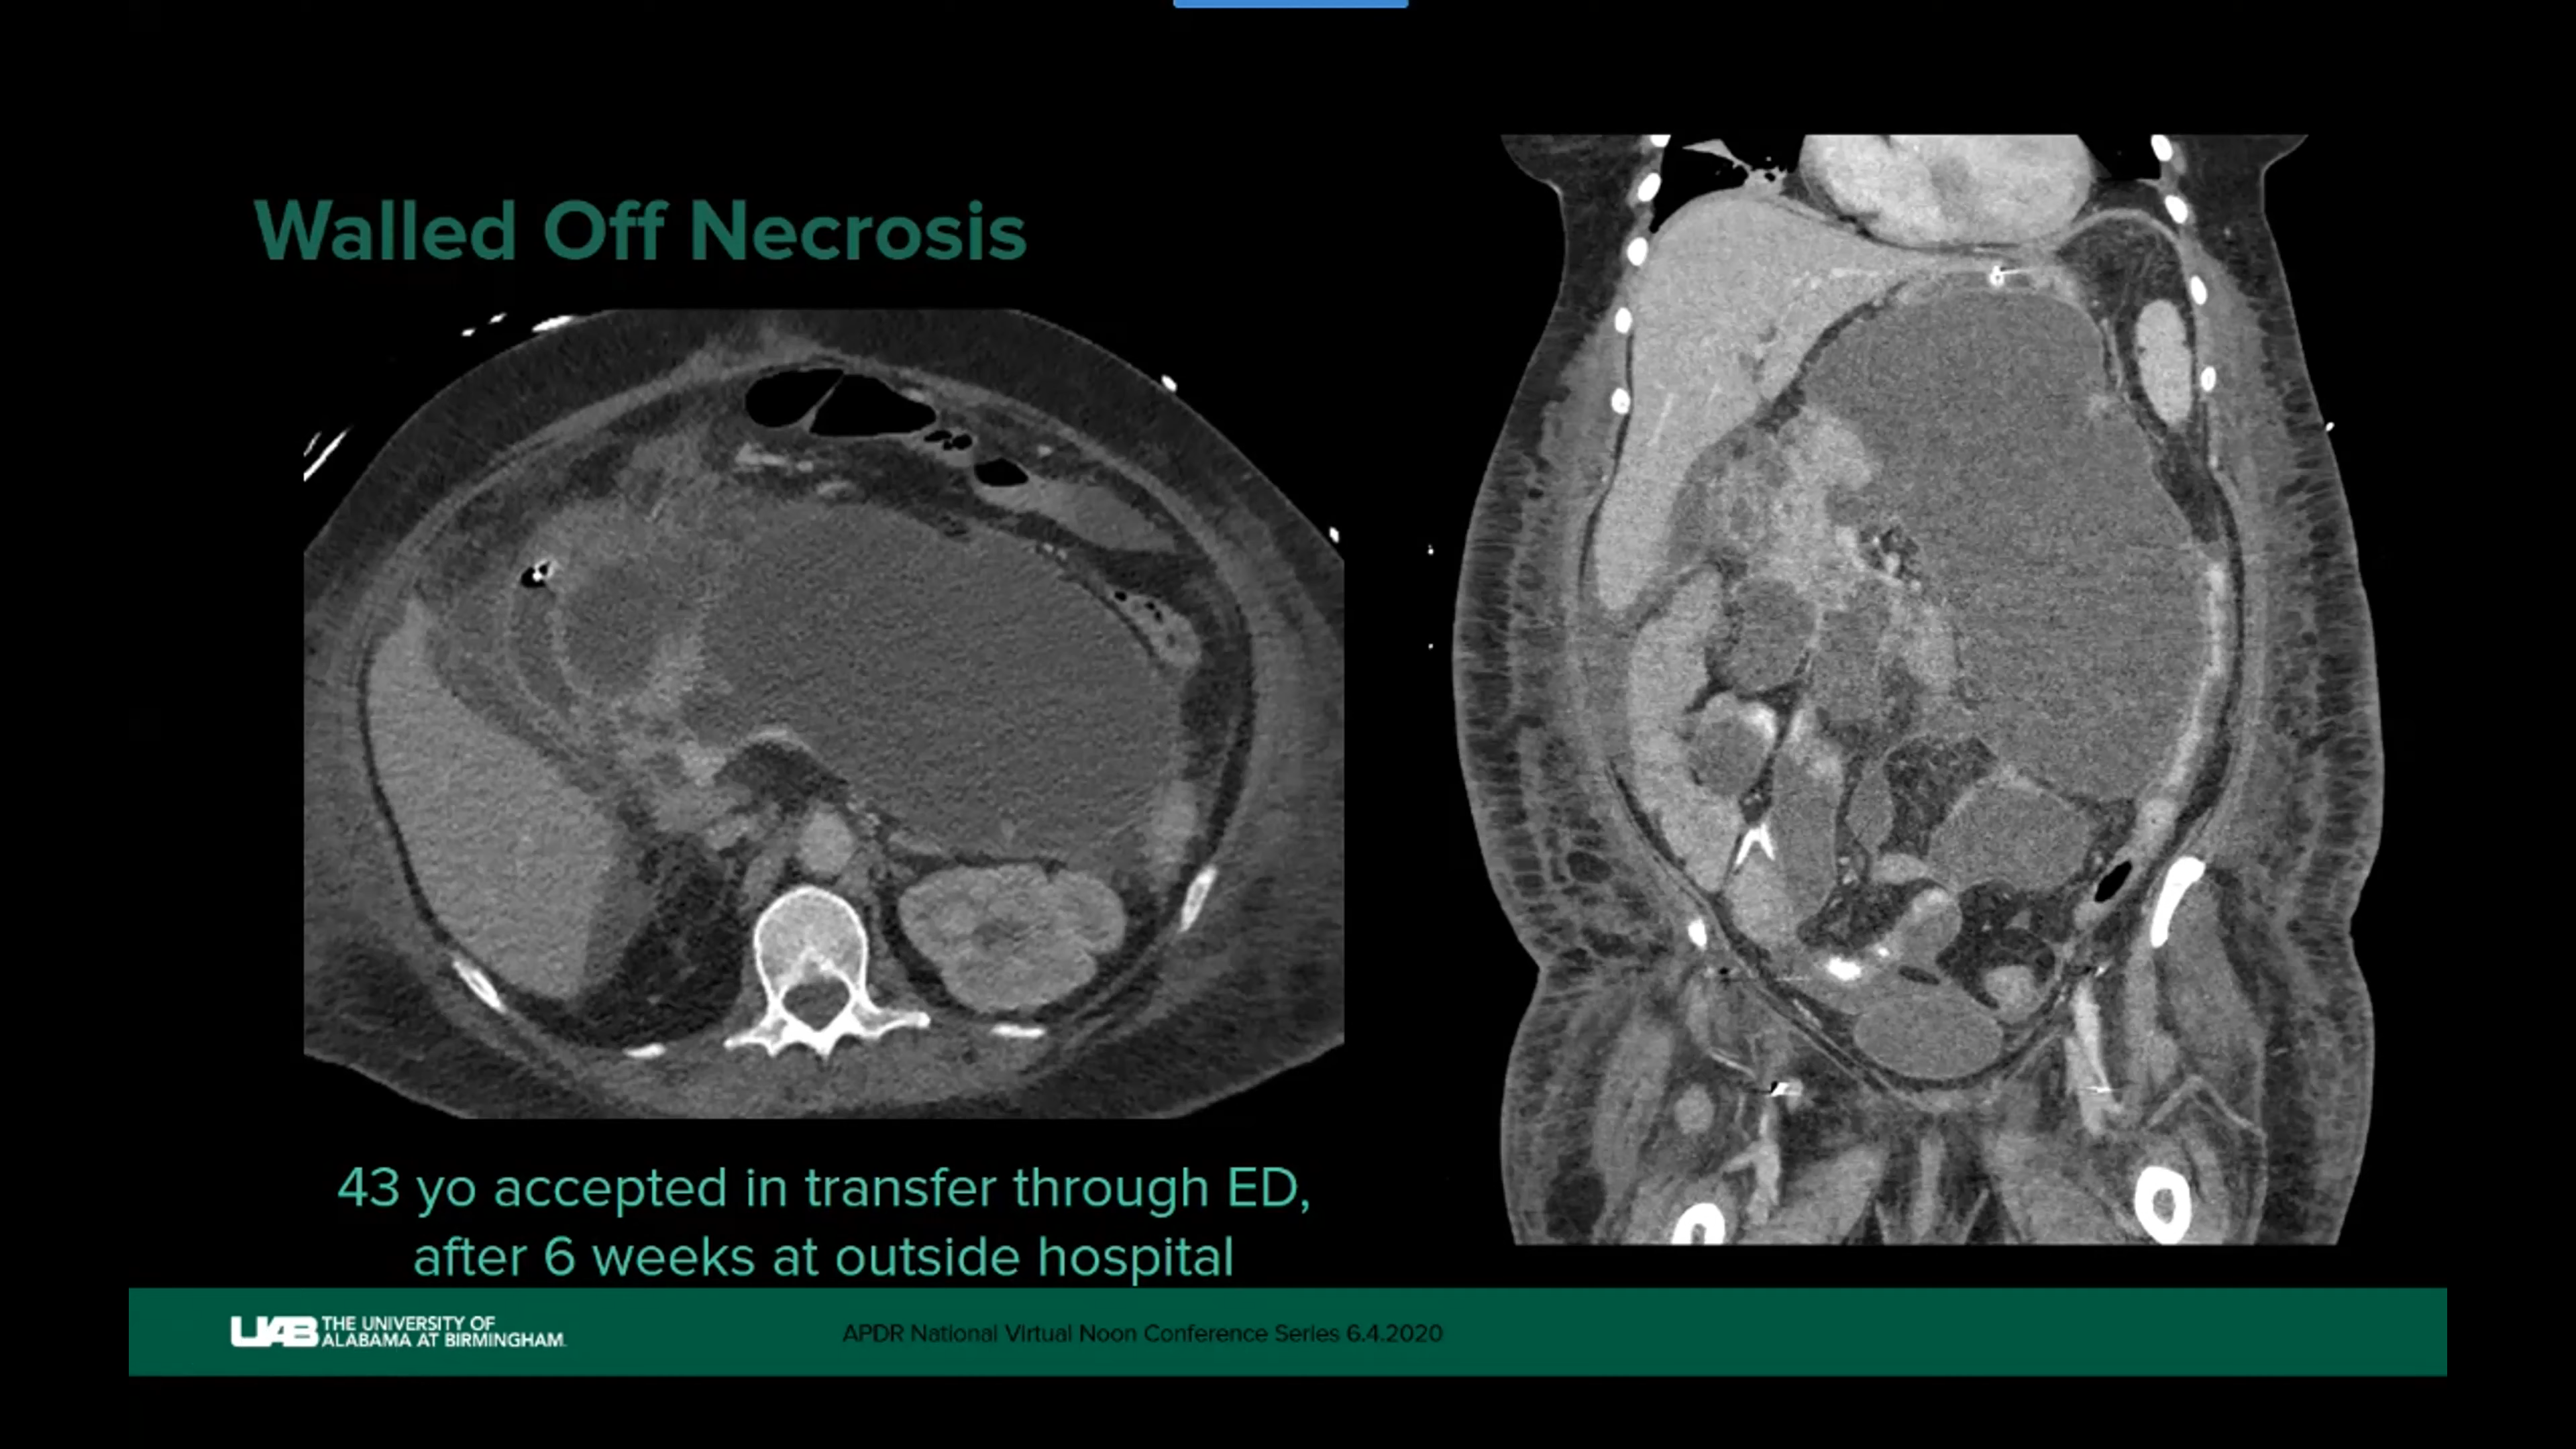 Walled Off Necrosis
43 yo accepted in transfer through ED,
after 6 weeks at outside hospital
UAB THE UNIVERSITY OF
ALABAMA AT BIRMINGHAM
APDR National Virtual Noon Conference Series 6.4.2020